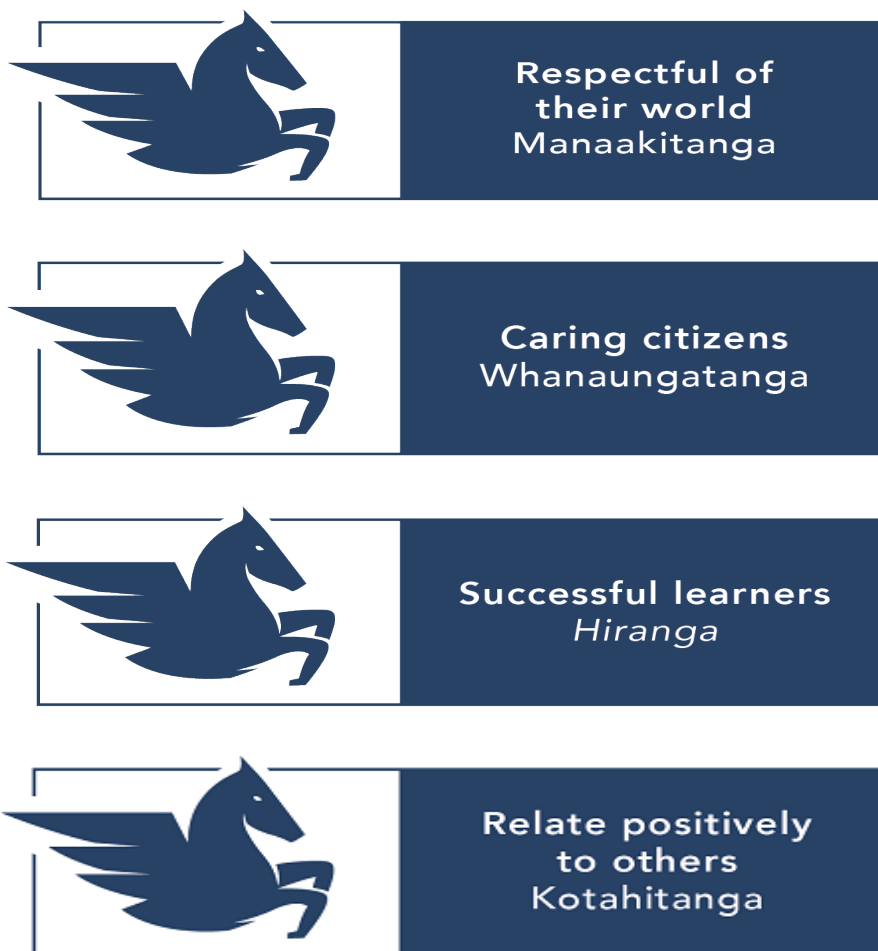 Respectful of
their world
Manaakitanga
Caring citizens
Whanaungatanga
Successful learners
Hiranga
Relate positively
to others
Kotahitanga